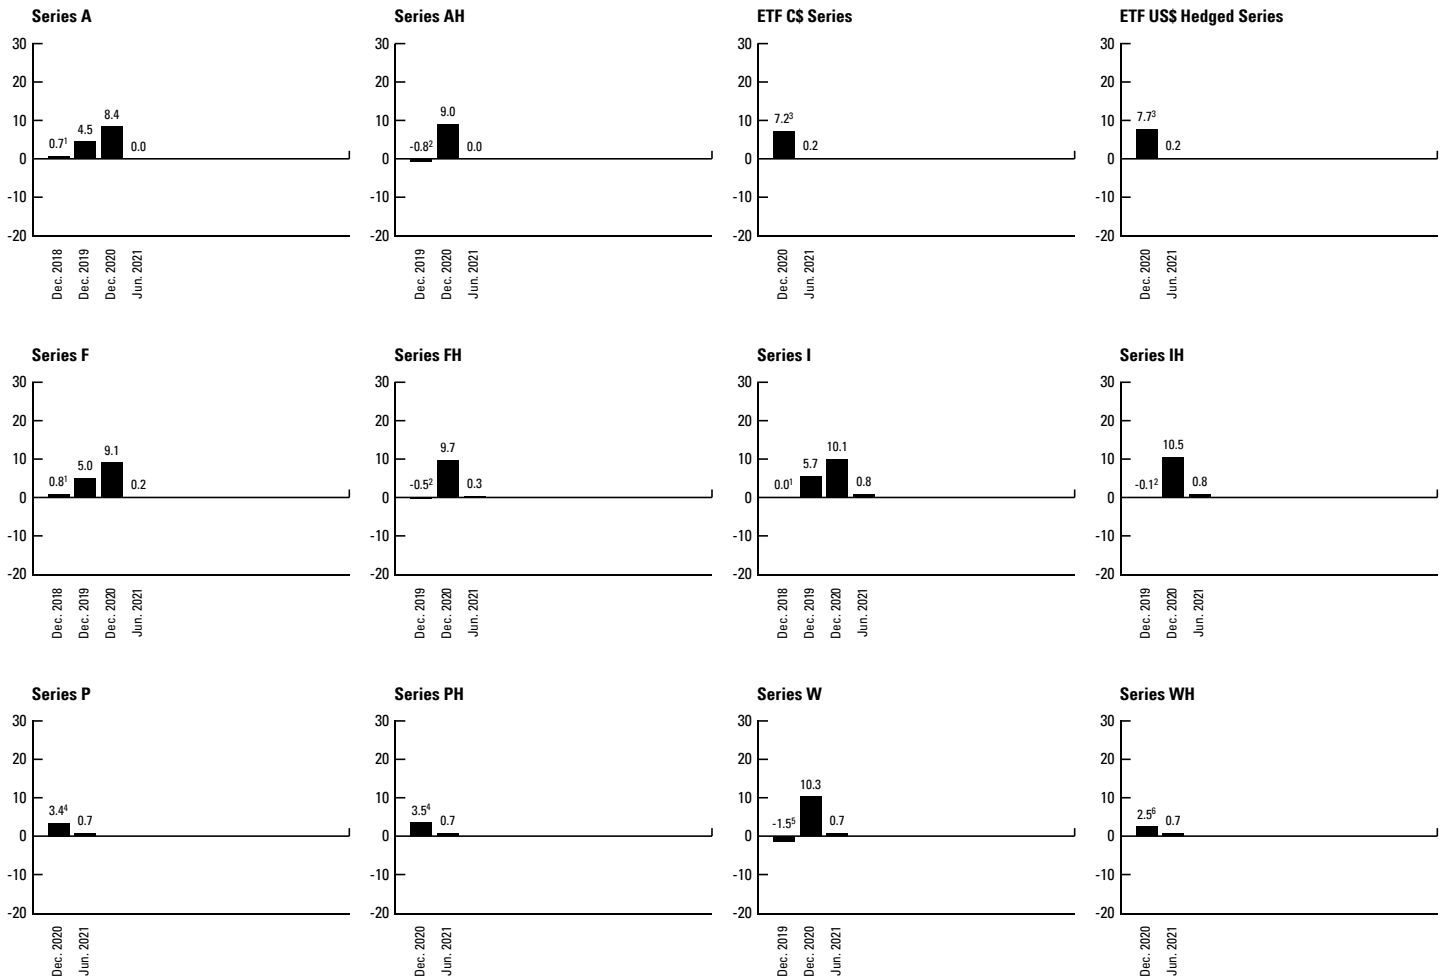 Series A
30
20
10
0
-10
-20
0.7¹
4.5
8.4
0.0
Dec. 2018
Dec. 2019
Dec. 2020
Jun. 2021
Series AH
30
20
10
0
-10
-20
-0.8²
9.0
0.0
Dec. 2019
Dec. 2020
Jun. 2021
ETF C$ Series
30
20
10
0
-10
-20
7.2³
0.2
Dec. 2020
Jun. 2021
ETF US$ Hedged Series
30
20
10
0
-10
-20
7.7³
0.2
Dec. 2020
Jun. 2021
Series F
30
20
10
0
-10
-20
0.8¹
5.0
9.1
0.2
Dec. 2018
Dec. 2019
Dec. 2020
Jun. 2021
Series FH
30
20
10
0
-10
-20
-0.5²
9.7
0.3
Dec. 2019
Dec. 2020
Jun. 2021
Series I
30
20
10
0
-10
-20
0.0¹
5.7
10.1
0.8
Dec. 2018
Dec. 2019
Dec. 2020
Jun. 2021
Series IH
30
20
10
0
-10
-20
-0.1²
10.5
0.8
Dec. 2019
Dec. 2020
Jun. 2021
Series P
30
20
10
0
-10
-20
3.4⁴
0.7
Dec. 2020
Jun. 2021
Series PH
30
20
10
0
-10
-20
3.5⁴
0.7
Dec. 2020
Jun. 2021
Series W
30
20
10
0
-10
-20
-1.5⁵
10.3
0.7
Dec. 2019
Dec. 2020
Jun. 2021
Series WH
30
20
10
0
-10
-20
2.5⁶
0.7
Dec. 2020
Jun. 2021